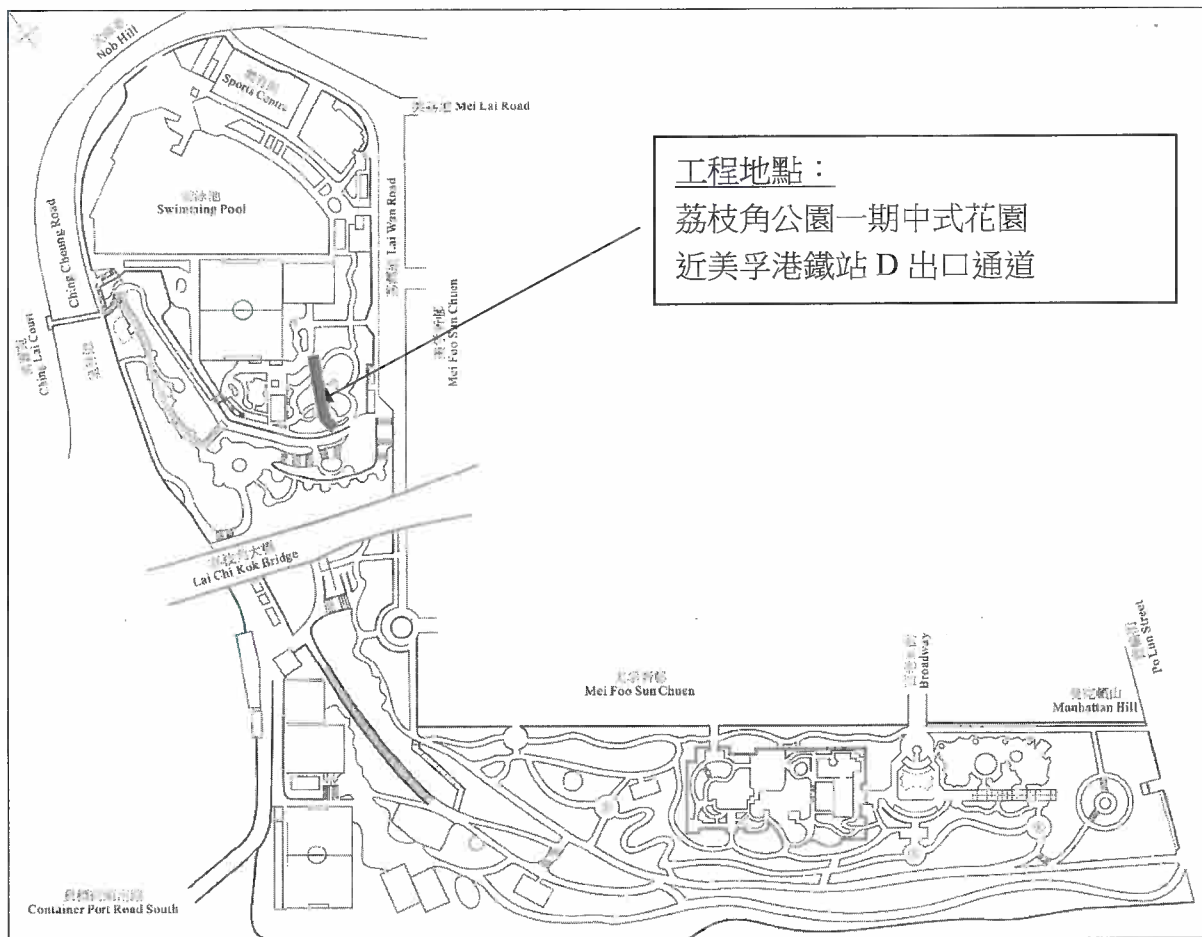 Nob Hill
Sports Centre
Mei Lai Road
工程地點：
荔枝角公園一期中式花園
近美孚港鐵站 D 出口通道
游泳池
Swimming Pool
Ching Cheung Road
Lai Wan Road
Mei Foo Sun Chuen
Ching Lai Court
Lai Chi Kok Bridge
Mei Foo Sun Chuen
Broadway
Po Lun Street
Manhattan Hill
Container Port Road South